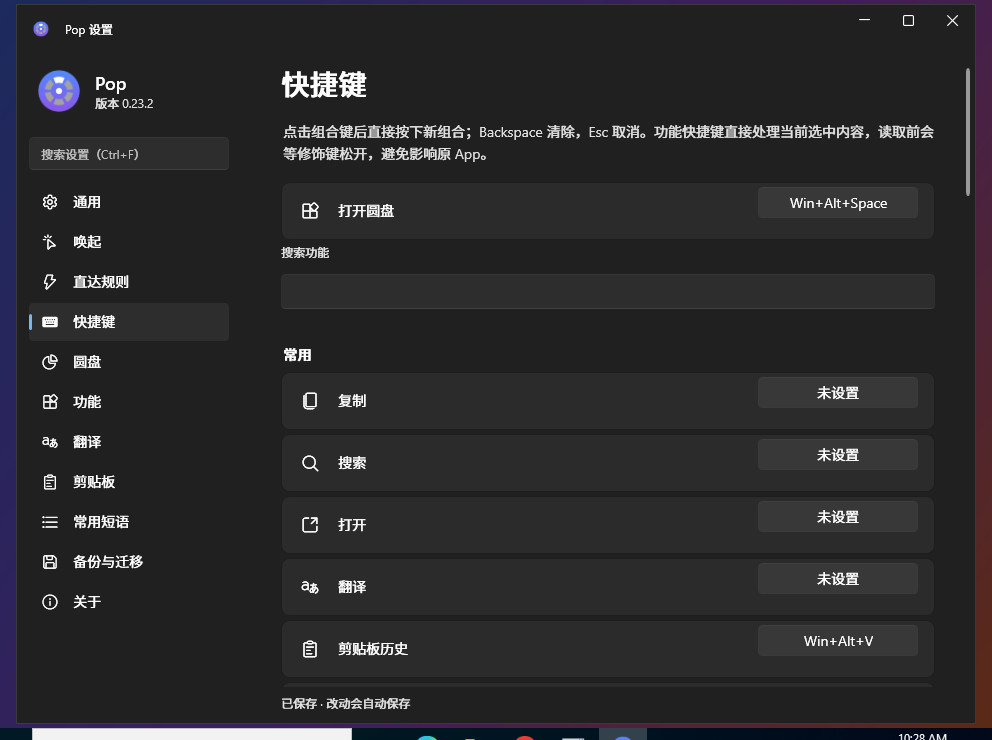 Pop 设置
Pop
版本 0.23.2
搜索设置（Ctrl+F）
通用
唤起
直达规则
快捷键
圆盘
功能
aあ 翻译
剪贴板
常用短语
备份与迁移
关于
快捷键
点击组合键后直接按下新组合；Backspace 清除，Esc 取消。功能快捷键直接处理当前选中内容，读取前会
等修饰键松开，避免影响原 App。
打开圆盘 Win+Alt+Space
搜索功能
常用
复制 未设置
搜索 未设置
打开 未设置
aあ 翻译 未设置
剪贴板历史 Win+Alt+V
已保存 · 改动会自动保存
10:28 AM